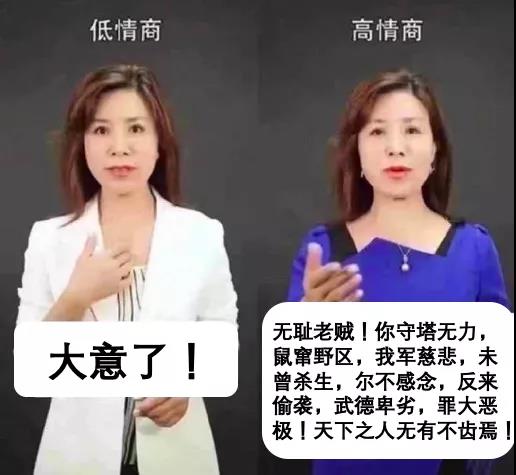 低情商
高情商
大意了！
无耻老贼！你守塔无力，
鼠窜野区，我军慈悲，未
曾杀生，尔不感念，反来
偷袭，武德卑劣，罪大恶
极！天下之人无有不齿焉！